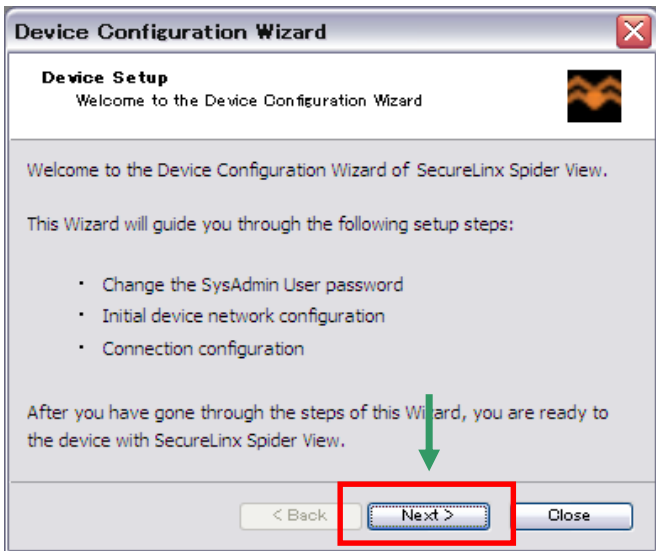 Device Configuration Wizard
Device Setup
Welcome to the Device Configuration Wizard
Welcome to the Device Configuration Wizard of SecureLinx Spider View.
This Wizard will guide you through the following setup steps:
・ Change the SysAdmin User password
・ Initial device network configuration
・ Connection configuration
After you have gone through the steps of this Wizard, you are ready to
the device with SecureLinx Spider View.
< Back Next > Close